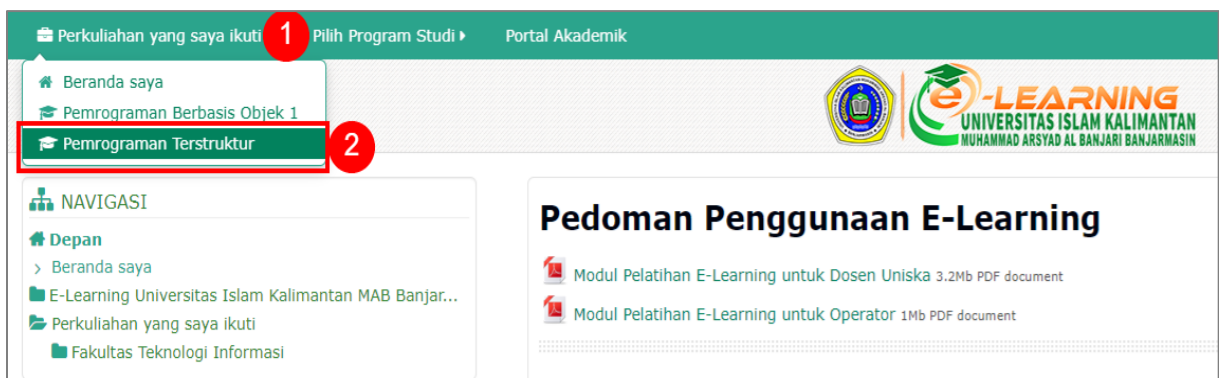 Perkuliahan yang saya ikuti 1 Pilih Program Studi Portal Akademik
Beranda saya
Pemrograman Berbasis Objek 1
Pemrograman Terstruktur 2
e-LEARNING
UNIVERSITAS ISLAM KALIMANTAN
MUHAMMAD ARSYAD AL BANJARI BANJARMASIN
NAVIGASI
Depan
Beranda saya
E-Learning Universitas Islam Kalimantan MAB Banjar...
Perkuliahan yang saya ikuti
Fakultas Teknologi Informasi
Pedoman Penggunaan E-Learning
Modul Pelatihan E-Learning untuk Dosen Uniska 3.2Mb PDF document
Modul Pelatihan E-Learning untuk Operator 1Mb PDF document